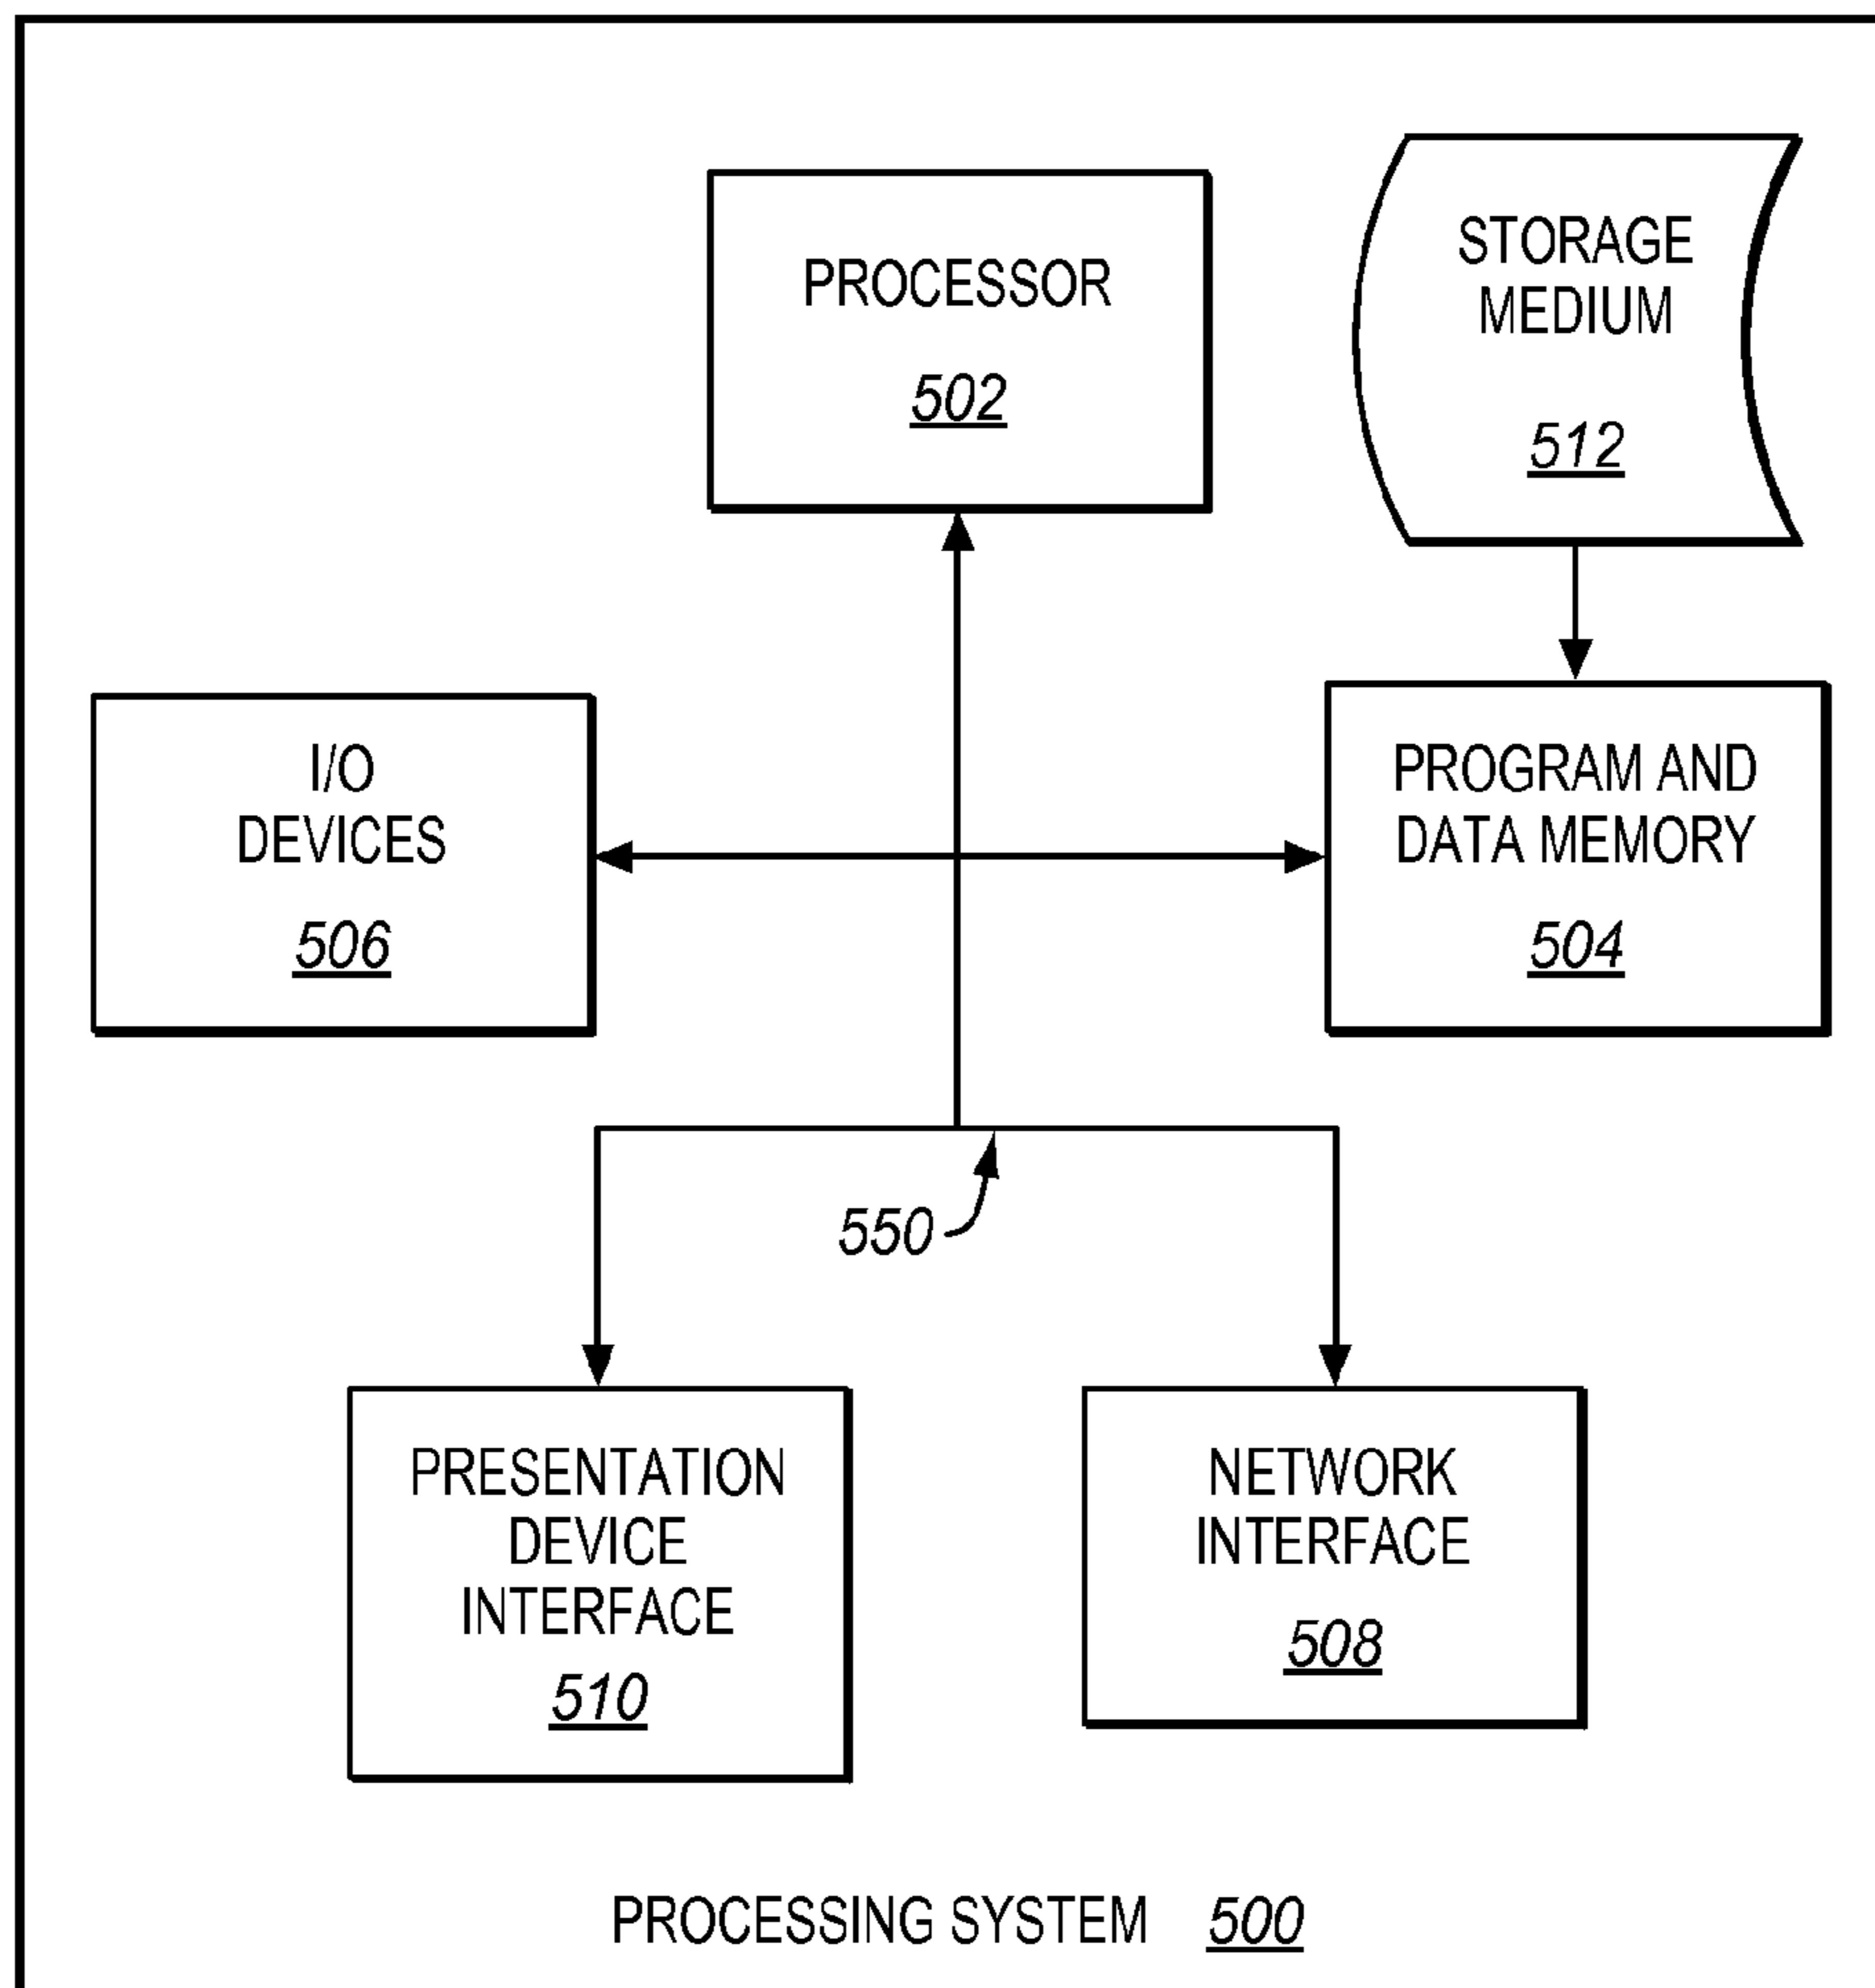 PROCESSOR
502
STORAGE
MEDIUM
512
I/O
DEVICES
506
PROGRAM AND
DATA MEMORY
504
550
PRESENTATION
DEVICE
INTERFACE
510
NETWORK
INTERFACE
508
PROCESSING SYSTEM 500